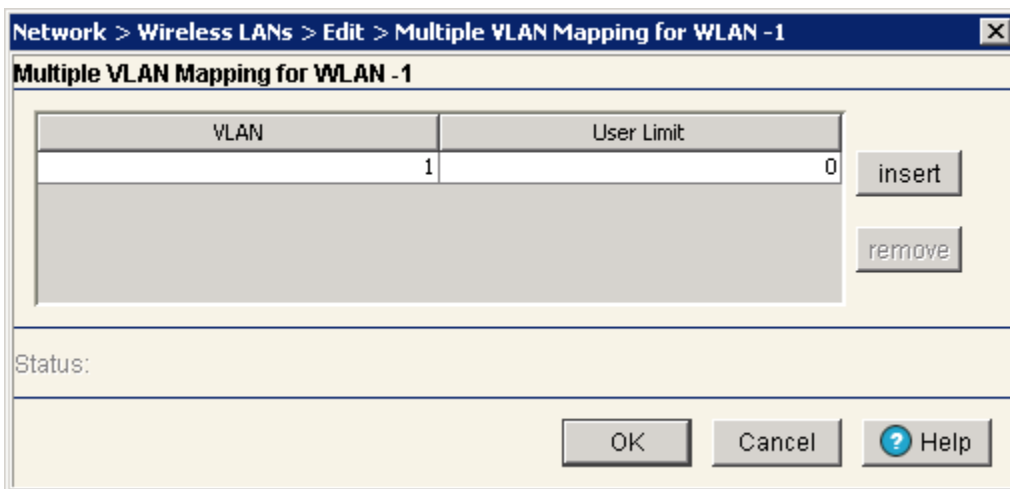 Network > Wireless LANs > Edit > Multiple VLAN Mapping for WLAN -1
Multiple VLAN Mapping for WLAN -1
VLAN User Limit
1 0
insert
remove
Status:
OK Cancel ? Help